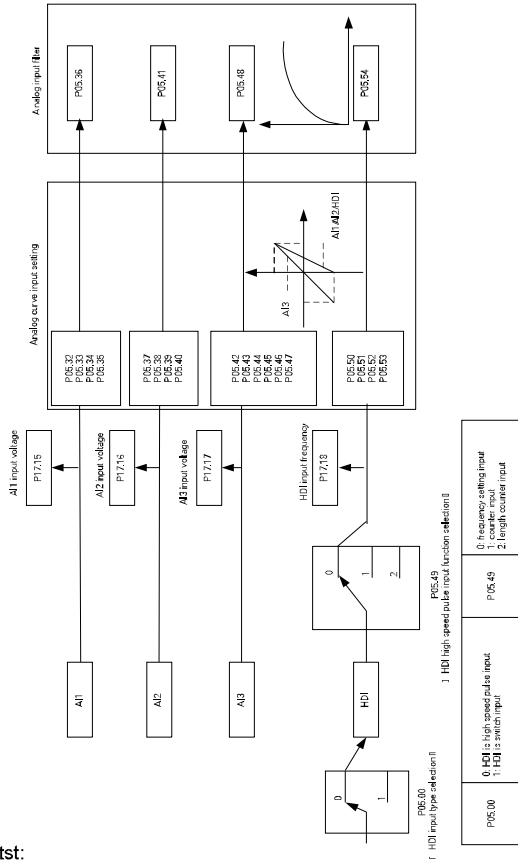 Analog input filter
P05.36
P05.41
P05.48
P05.54
Analog curve input setting
AI3
AI1/AI2/HDI
P05.32
P05.33
P05.34
P05.35
P05.37
P05.38
P05.39
P05.40
P05.42
P05.43
P05.44
P05.45
P05.46
P05.47
P05.50
P05.51
P05.52
P05.53
AI1 input voltage
P17.15
AI2 input voltage
P17.16
AI3 input voltage
P17.17
HDI input frequency
P17.18
0
1
2
P05.49
HDI high speed pulse input function selection
AI1
AI2
AI3
HDI
0
1
P05.00
HDI input type selection
P05.00
0: HDI is high speed pulse input
1: HDI is switch input
P05.49
0: frequency setting input
1: counter input
2: length counter input
tst: